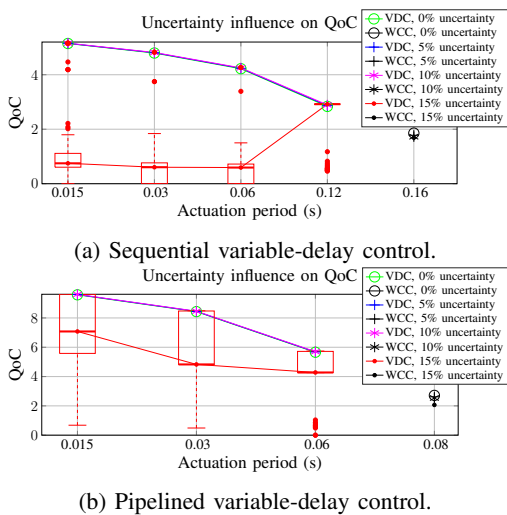 Uncertainty influence on QoC
VDC, 0% uncertainty
WCC, 0% uncertainty
VDC, 5% uncertainty
WCC, 5% uncertainty
VDC, 10% uncertainty
WCC, 10% uncertainty
VDC, 15% uncertainty
WCC, 15% uncertainty
QoC
4
2
0
0.015 0.03 0.06 0.12 0.16
Actuation period (s)
(a) Sequential variable-delay control.
Uncertainty influence on QoC
VDC, 0% uncertainty
WCC, 0% uncertainty
VDC, 5% uncertainty
WCC, 5% uncertainty
VDC, 10% uncertainty
WCC, 10% uncertainty
VDC, 15% uncertainty
WCC, 15% uncertainty
QoC
8
6
4
2
0
0.015 0.03 0.06 0.08
Actuation period (s)
(b) Pipelined variable-delay control.